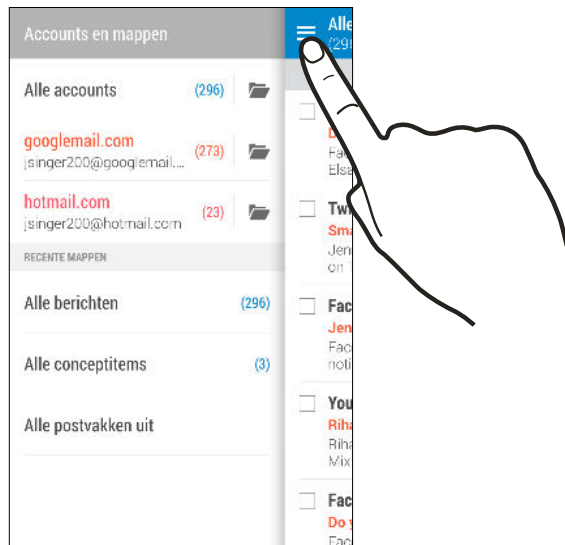 Accounts en mappen
Alle accounts (296)
googlemail.com
jsinger200@googlemail.... (273)
hotmail.com
jsinger200@hotmail.com (23)
RECENTE MAPPEN
Alle berichten (296)
Alle conceptitems (3)
Alle postvakken uit
Alle
(29
D
Fac
Elsa
Twi
Sma
Jen
on T
Fac
Jen
Fac
noti
You
Riha
Riha
Mix
Fac
Do y
Fac